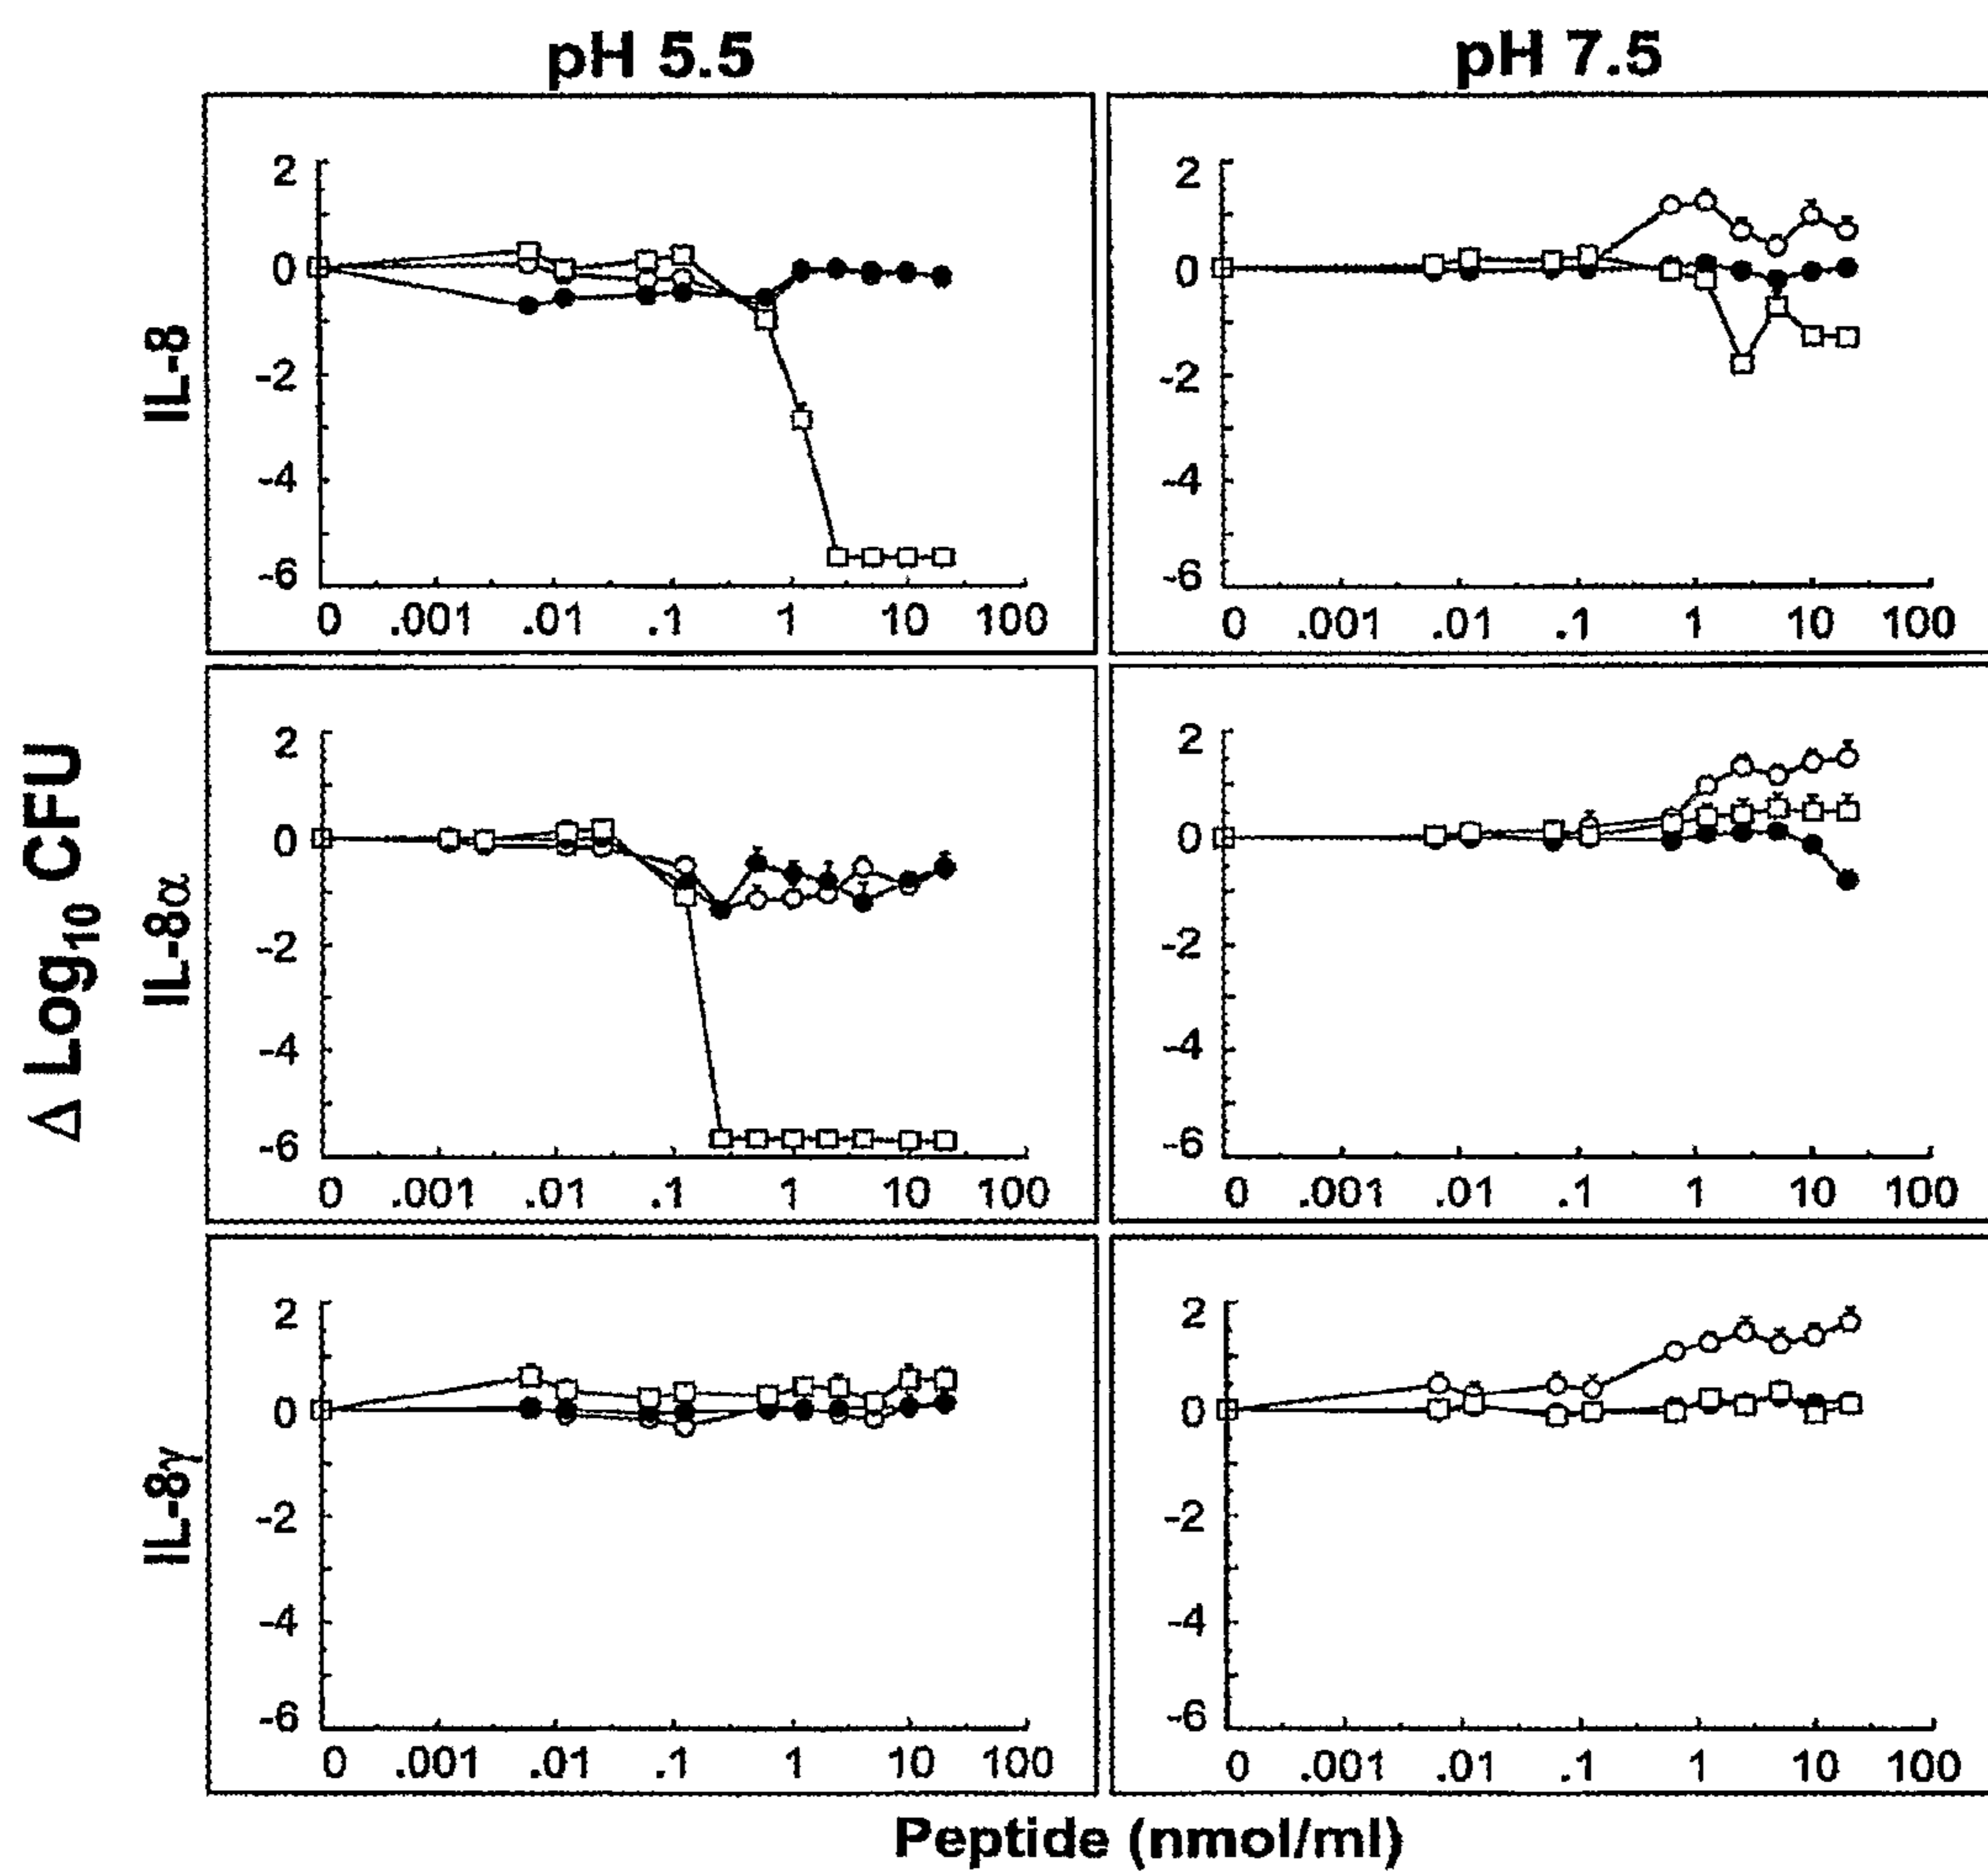 pH 5.5
pH 7.5
Δ Log10 CFU
IL-8
2
0
-2
-4
-6
0 .001 .01 .1 1 10 100
2
0
-2
-4
-6
0 .001 .01 .1 1 10 100
IL-8α
2
0
-2
-4
-6
0 .001 .01 .1 1 10 100
2
0
-2
-4
-6
0 .001 .01 .1 1 10 100
IL-8γ
2
0
-2
-4
-6
0 .001 .01 .1 1 10 100
2
0
-2
-4
-6
0 .001 .01 .1 1 10 100
Peptide (nmol/ml)